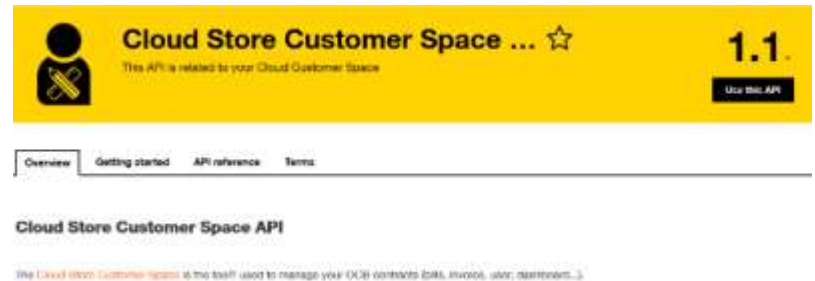 Cloud Store Customer Space ...
1.1
This API is related to your Cloud Customer Space
Use this API
Overview
Getting started
API reference
Terms
Cloud Store Customer Space API
The Cloud Store Customer Space is the tool used to manage your OCB contracts (bills, invoice, user, dashboard...).